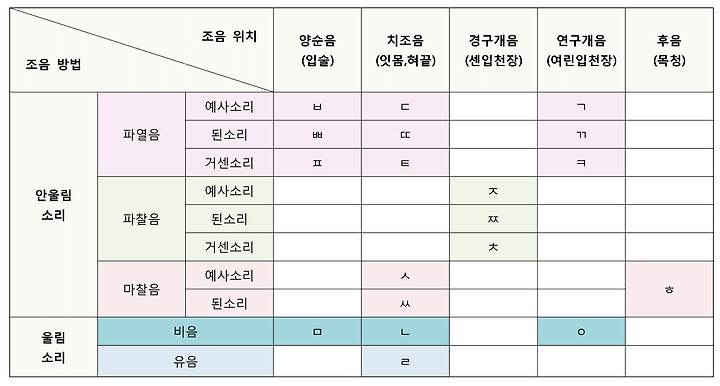 조음 위치
조음 방법
양순음 치조음 경구개음 연구개음 후음
(입술) (잇몸,혀끝) (센입천장) (여린입천장) (목청)
안울림
소리
파열음
예사소리 ㅂ ㄷ ㄱ
된소리 ㅃ ㄸ ㄲ
거센소리 ㅍ ㅌ ㅋ
파찰음
예사소리 ㅈ
된소리 ㅉ
거센소리 ㅊ
마찰음
예사소리 ㅅ
된소리 ㅆ
ㅎ
울림
소리
비음 ㅁ ㄴ ㅇ
유음 ㄹ